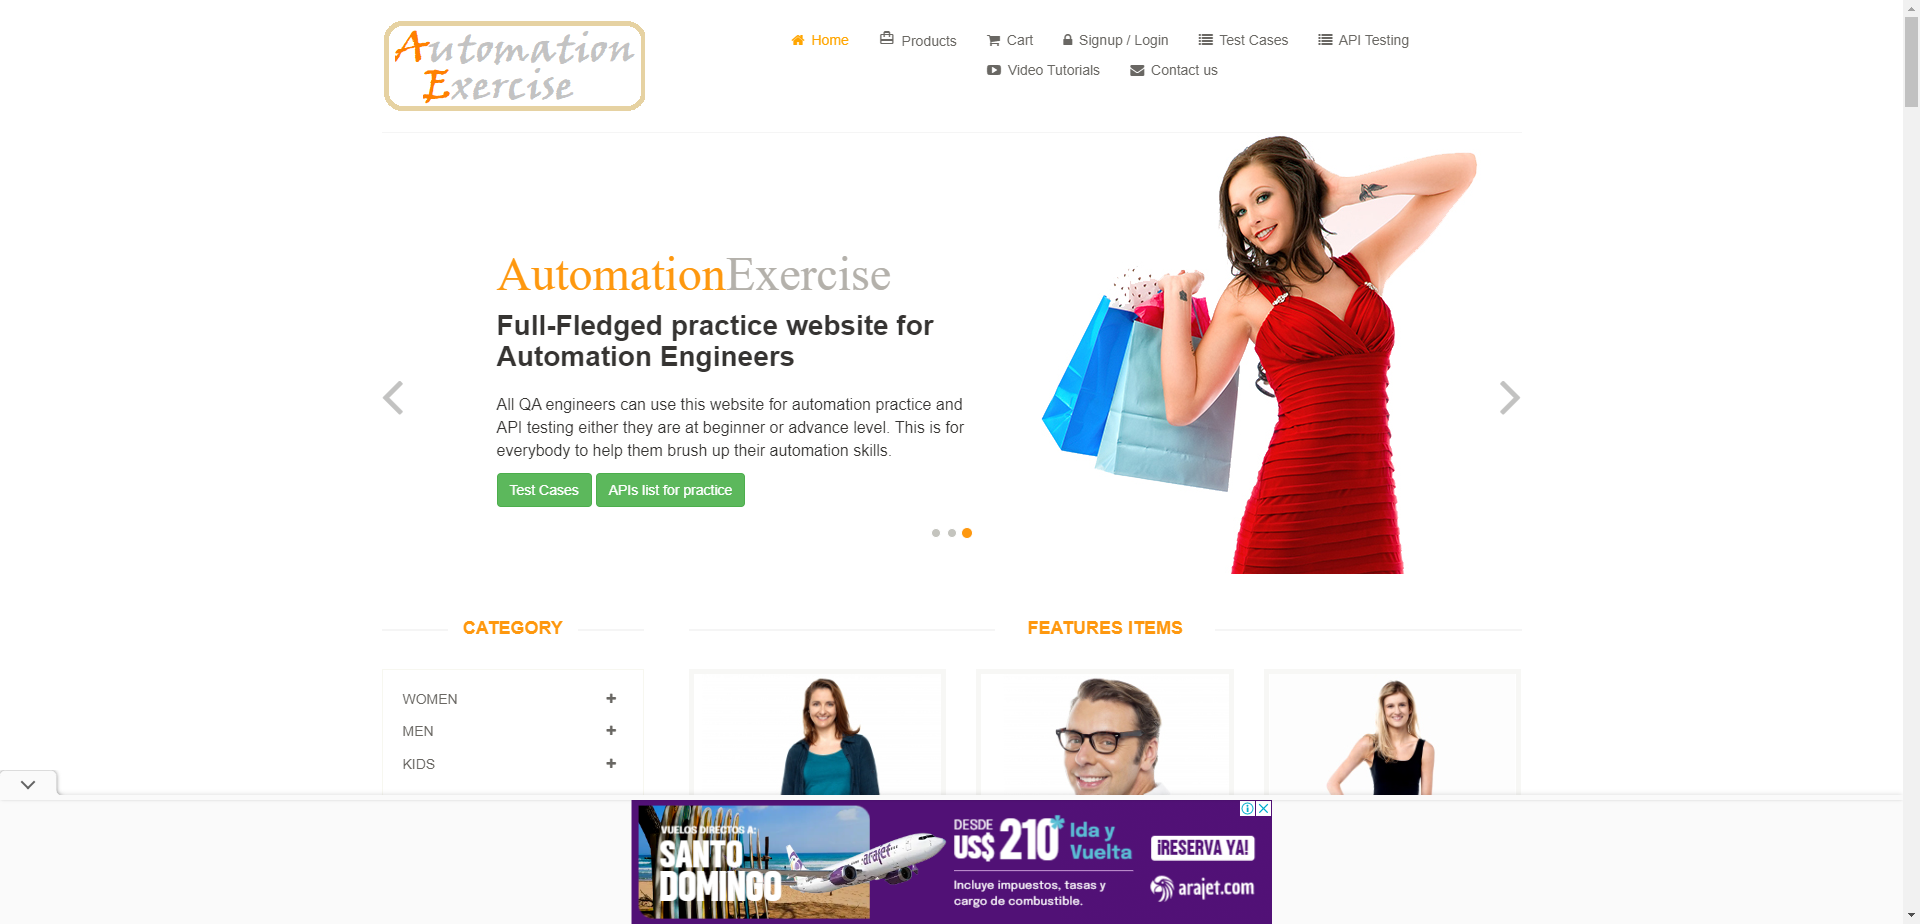 Automation
Exercise
Home
Products
Cart
Signup / Login
Test Cases
API Testing
Video Tutorials
Contact us
AutomationExercise
Full-Fledged practice website for
Automation Engineers
All QA engineers can use this website for automation practice and
API testing either they are at beginner or advance level. This is for
everybody to help them brush up their automation skills.
Test Cases
APIs list for practice
CATEGORY
FEATURES ITEMS
WOMEN
MEN
KIDS
VUELOS DIRECTOS A:
SANTO
DOMINGO
arajet
DESDE
US$ 210*
Ida y
Vuelta
Incluye impuestos, tasas y
cargo de combustible.
¡RESERVA YA!
arajet.com